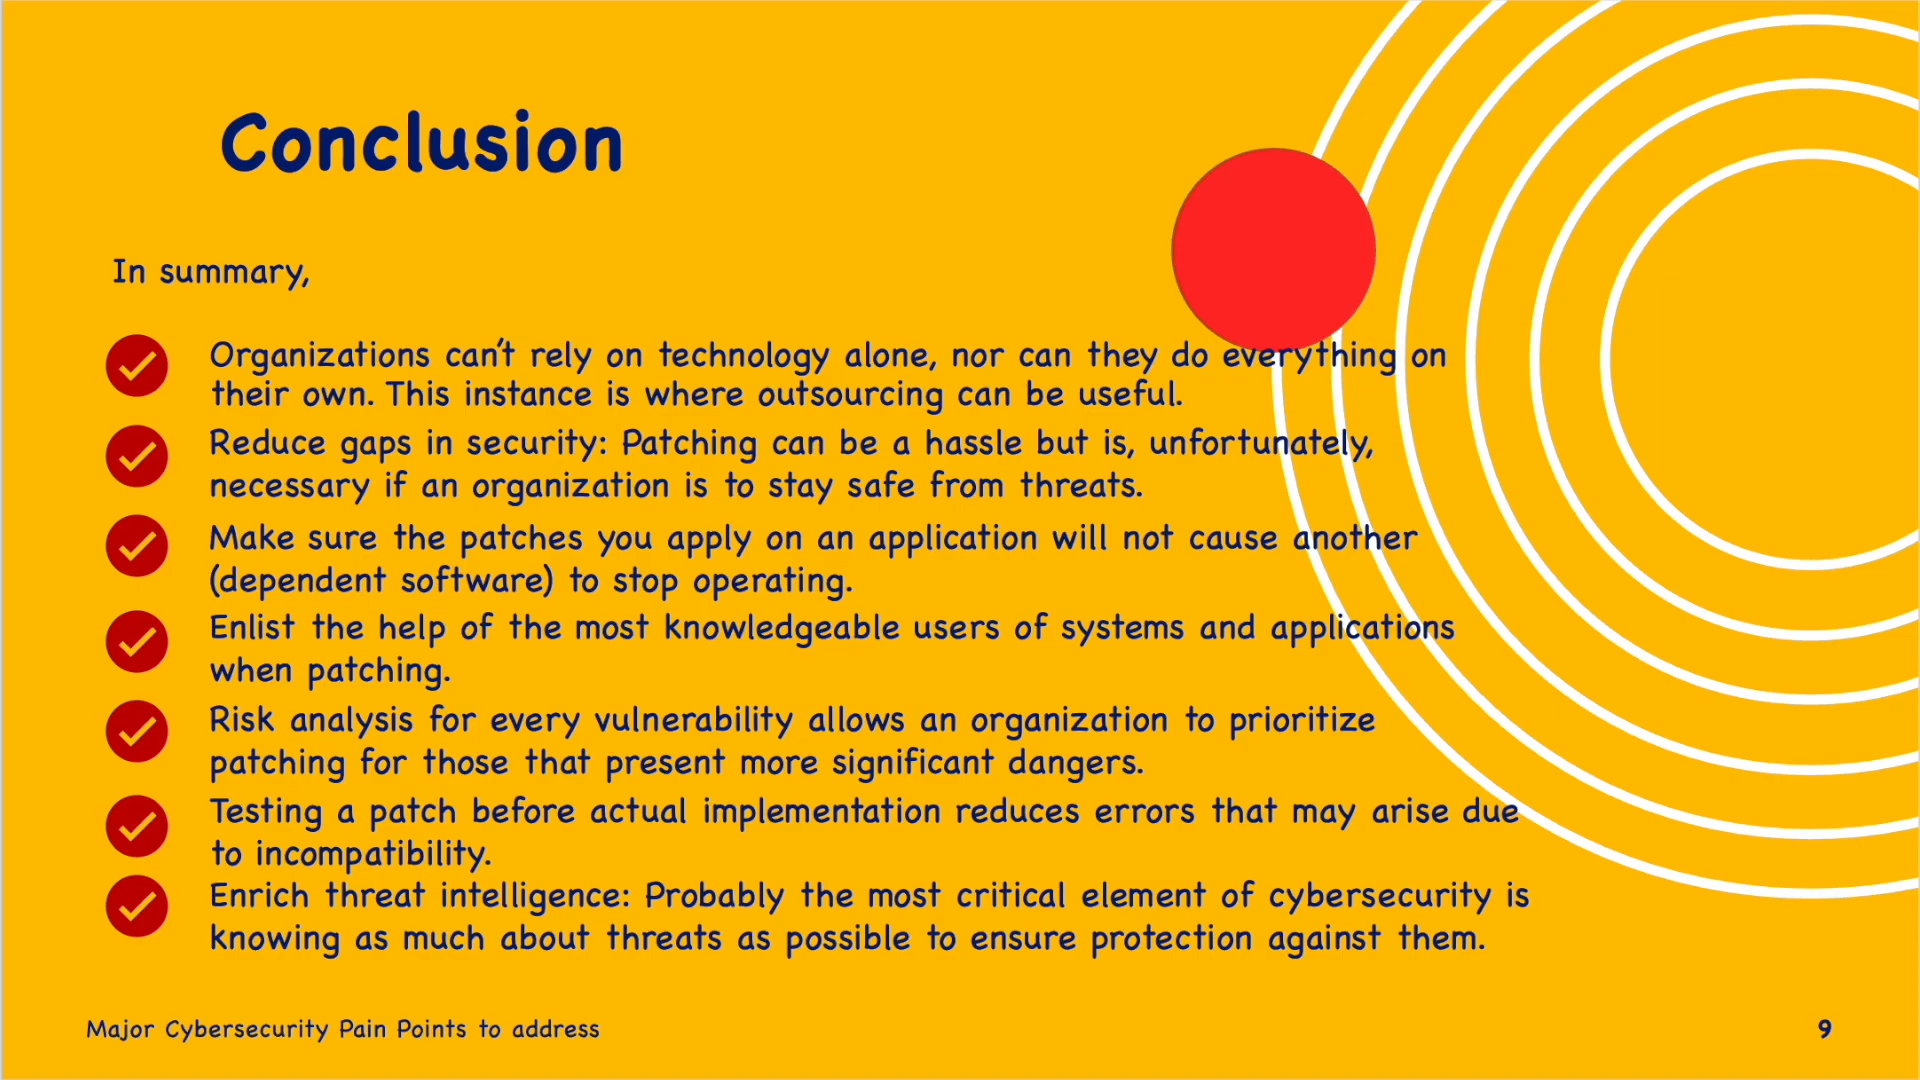 Conclusion
In summary,
Organizations can't rely on technology alone, nor can they do everything on
their own. This instance is where outsourcing can be useful.
Reduce gaps in security: Patching can be a hassle but is, unfortunately,
necessary if an organization is to stay safe from threats.
Make sure the patches you apply on an application will not cause another
(dependent software) to stop operating.
Enlist the help of the most knowledgeable users of systems and applications
when patching.
Risk analysis for every vulnerability allows an organization to prioritize
patching for those that present more significant dangers.
Testing a patch before actual implementation reduces errors that may arise due
to incompatibility.
Enrich threat intelligence: Probably the most critical element of cybersecurity is
knowing as much about threats as possible to ensure protection against them.
Major Cybersecurity Pain Points to address
9